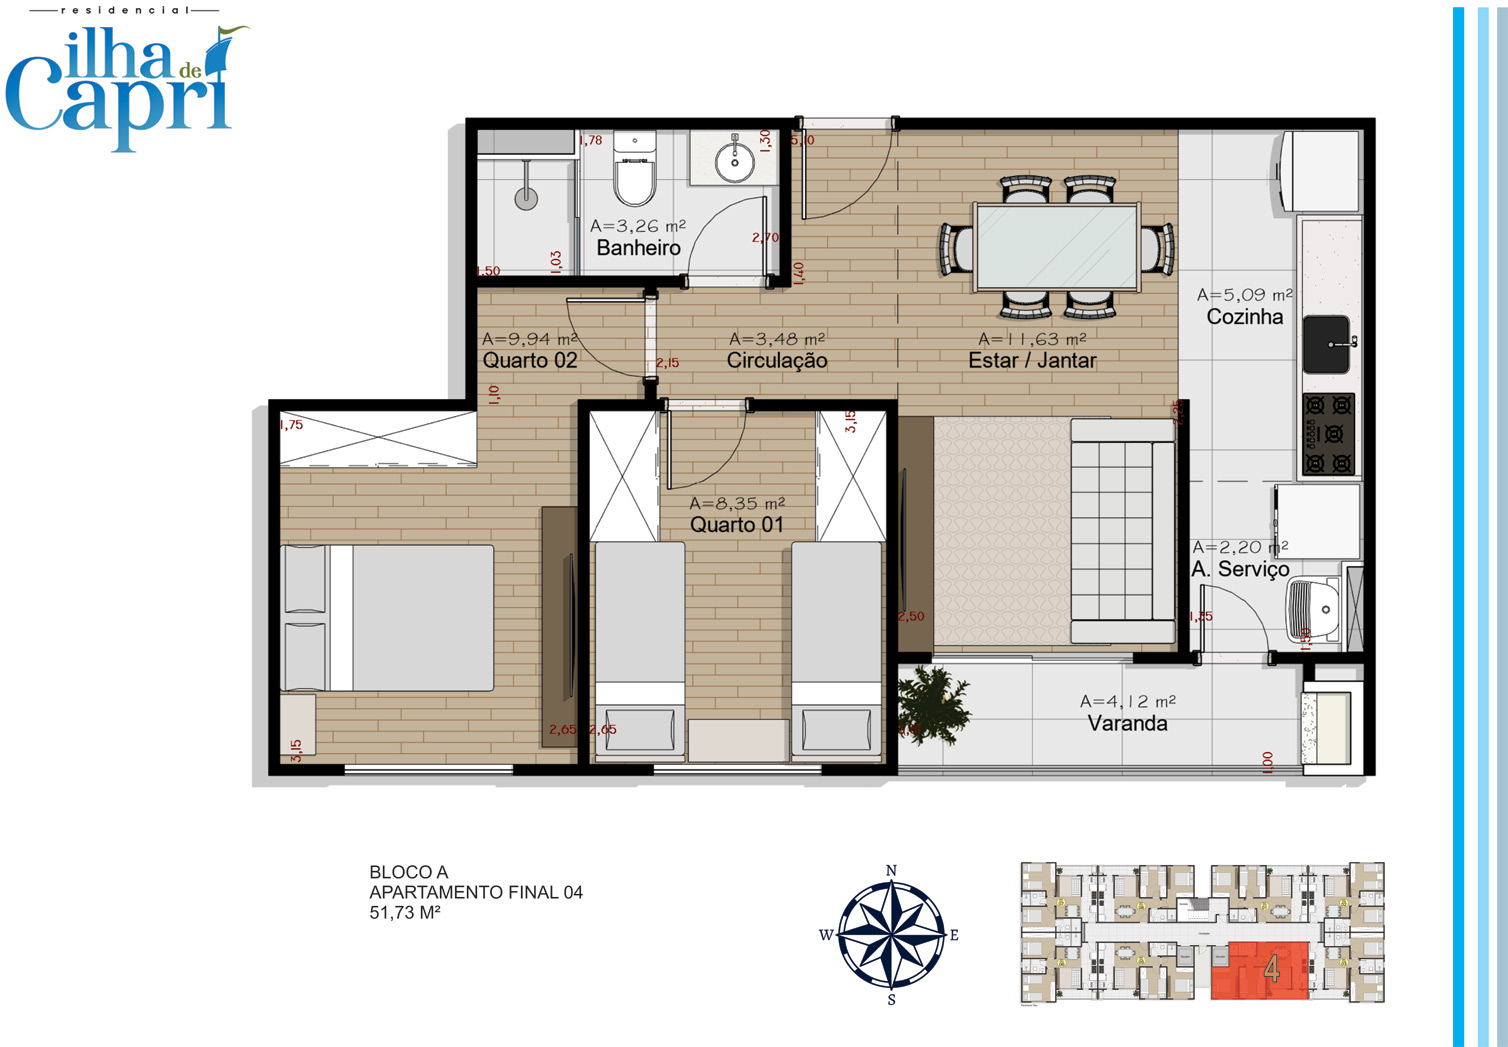 residencial
ilha de
Capri
1,78
1,30
5,10
A=3,26 m²
Banheiro
2,70
1,50
1,03
1,40
A=5,09 m²
Cozinha
A=9,94 m²
Quarto 02
2,15
A=3,48 m²
Circulação
A=11,63 m²
Estar / Jantar
1,10
1,75
3,15
2,25
A=8,35 m²
Quarto 01
A=2,20 m²
A. Serviço
2,50
1,35
1,50
A=4,12 m²
Varanda
2,65
2,65
3,15
1,00
BLOCO A
APARTAMENTO FINAL 04
51,73 M²
N
W
E
S
4